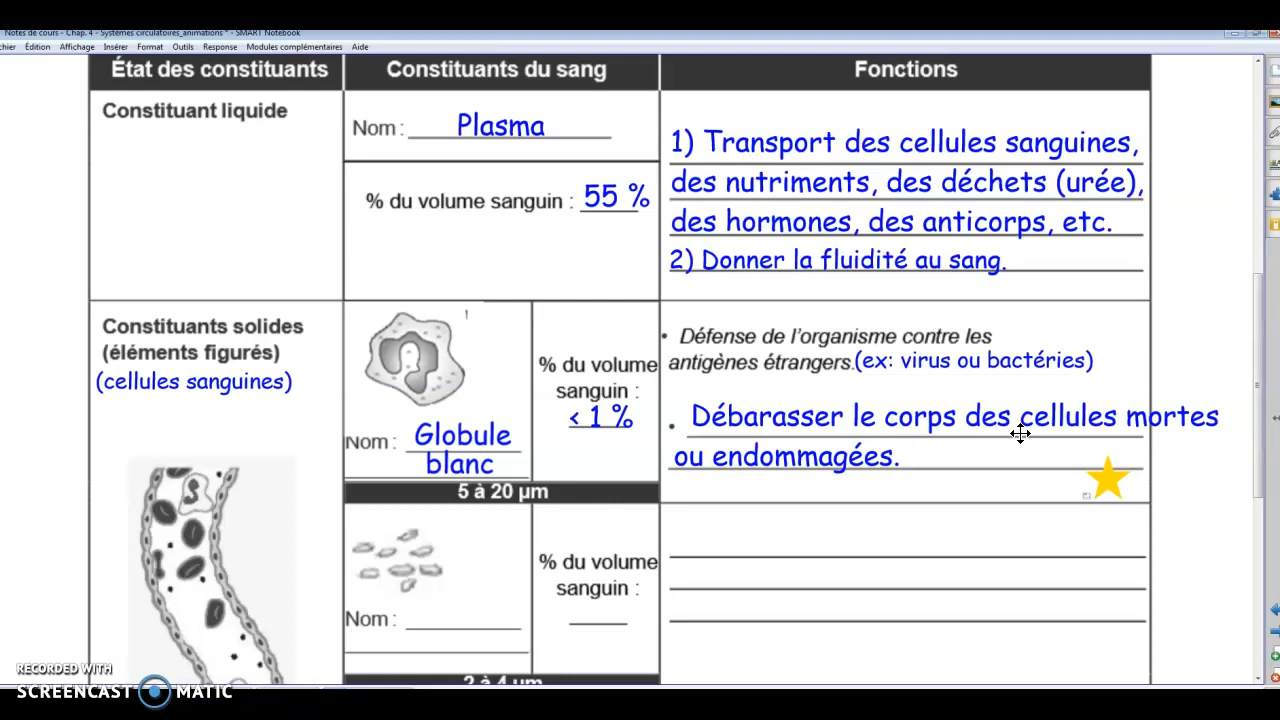 Notes de cours - Chap. 4 - Systèmes circulatoires_animations * - SMART Notebook
chier Édition Affichage Insérer Format Outils Response Modules complémentaires Aide
État des constituants
Constituants du sang
Fonctions
Constituant liquide
Nom : Plasma
% du volume sanguin : 55 %
1) Transport des cellules sanguines,
des nutriments, des déchets (urée),
des hormones, des anticorps, etc.
2) Donner la fluidité au sang.
Constituants solides
(éléments figurés)
(cellules sanguines)
Nom : Globule
blanc
% du volume
sanguin :
< 1 %
5 à 20 µm
• Défense de l'organisme contre les
antigènes étrangers. (ex: virus ou bactéries)
• Débarasser le corps des cellules mortes
ou endommagées.
Nom :
% du volume
sanguin :
2 à 4 µm
RECORDED WITH
SCREENCAST MATIC